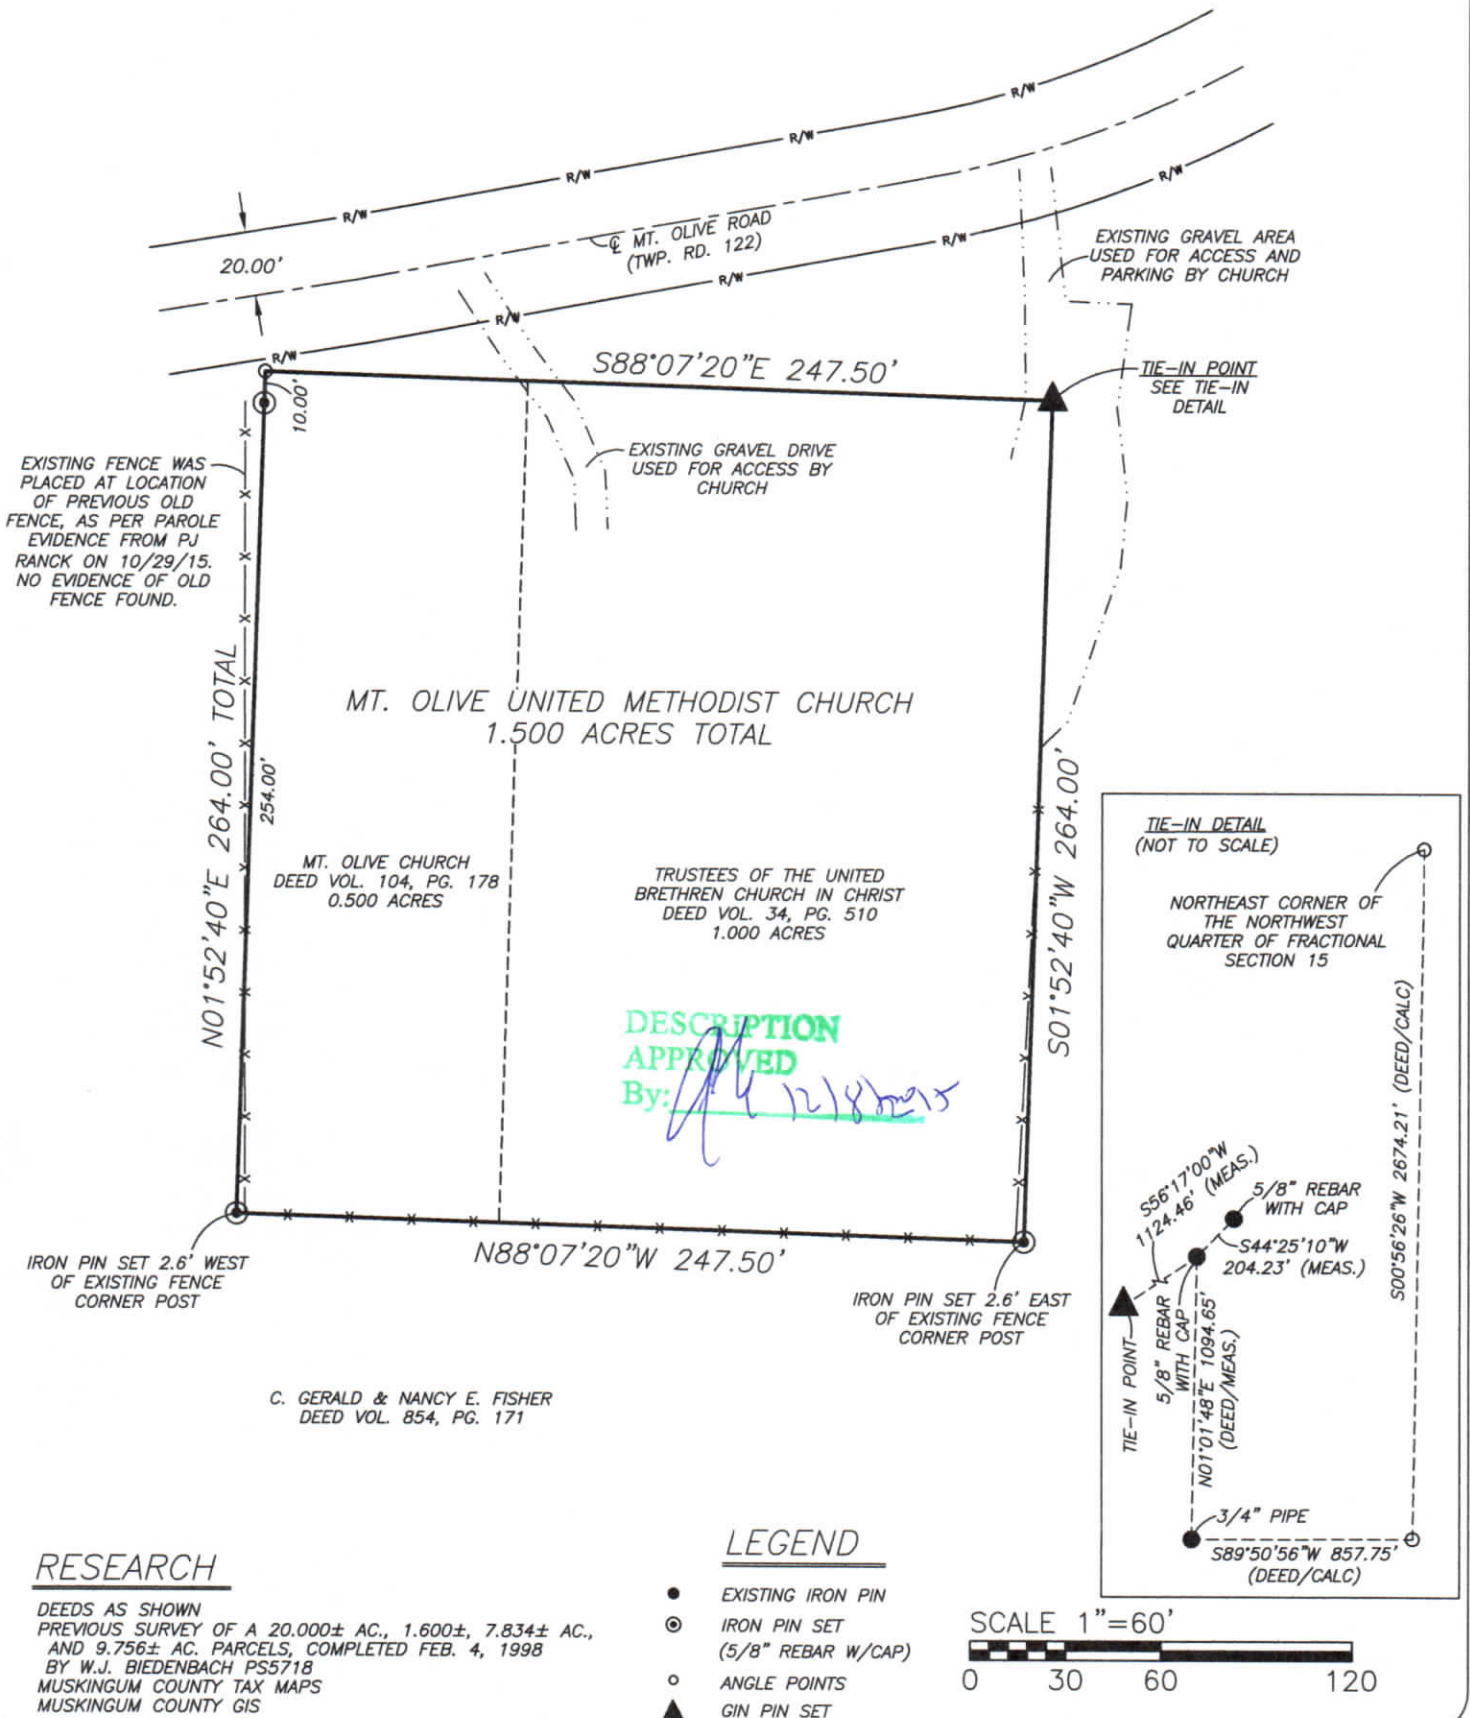 R/W
R/W
R/W
R/W
20.00'
℄ MT. OLIVE ROAD
(TWP. RD. 122)
R/W
R/W
R/W
R/W
R/W
EXISTING GRAVEL AREA
USED FOR ACCESS AND
PARKING BY CHURCH
S88°07'20"E 247.50'
TIE-IN POINT
SEE TIE-IN
DETAIL
10.00'
EXISTING FENCE WAS
PLACED AT LOCATION
OF PREVIOUS OLD
FENCE, AS PER PAROLE
EVIDENCE FROM PJ
RANCK ON 10/29/15.
NO EVIDENCE OF OLD
FENCE FOUND.
EXISTING GRAVEL DRIVE
USED FOR ACCESS BY
CHURCH
N01°52'40"E 264.00' TOTAL
254.00'
MT. OLIVE UNITED METHODIST CHURCH
1.500 ACRES TOTAL
MT. OLIVE CHURCH
DEED VOL. 104, PG. 178
0.500 ACRES
TRUSTEES OF THE UNITED
BRETHREN CHURCH IN CHRIST
DEED VOL. 34, PG. 510
1.000 ACRES
S01°52'40"W 264.00'
DESCRIPTION
APPROVED
By: 12/8/2015
N88°07'20"W 247.50'
IRON PIN SET 2.6' WEST
OF EXISTING FENCE
CORNER POST
IRON PIN SET 2.6' EAST
OF EXISTING FENCE
CORNER POST
C. GERALD & NANCY E. FISHER
DEED VOL. 854, PG. 171
TIE-IN DETAIL
(NOT TO SCALE)
NORTHEAST CORNER OF
THE NORTHWEST
QUARTER OF FRACTIONAL
SECTION 15
S00°56'26"W 2674.21' (DEED/CALC)
S56°17'00"W
1124.46' (MEAS.)
5/8" REBAR
WITH CAP
S44°25'10"W
204.23' (MEAS.)
TIE-IN POINT
5/8" REBAR
WITH CAP
N01°01'48"E 1094.65'
(DEED/MEAS.)
3/4" PIPE
S89°50'56"W 857.75'
(DEED/CALC)
RESEARCH
DEEDS AS SHOWN
PREVIOUS SURVEY OF A 20.000± AC., 1.600±, 7.834± AC.,
AND 9.756± AC. PARCELS, COMPLETED FEB. 4, 1998
BY W.J. BIEDENBACH PS5718
MUSKINGUM COUNTY TAX MAPS
MUSKINGUM COUNTY GIS
LEGEND
EXISTING IRON PIN
IRON PIN SET
(5/8" REBAR W/CAP)
ANGLE POINTS
GIN PIN SET
SCALE 1"=60'
0 30 60 120